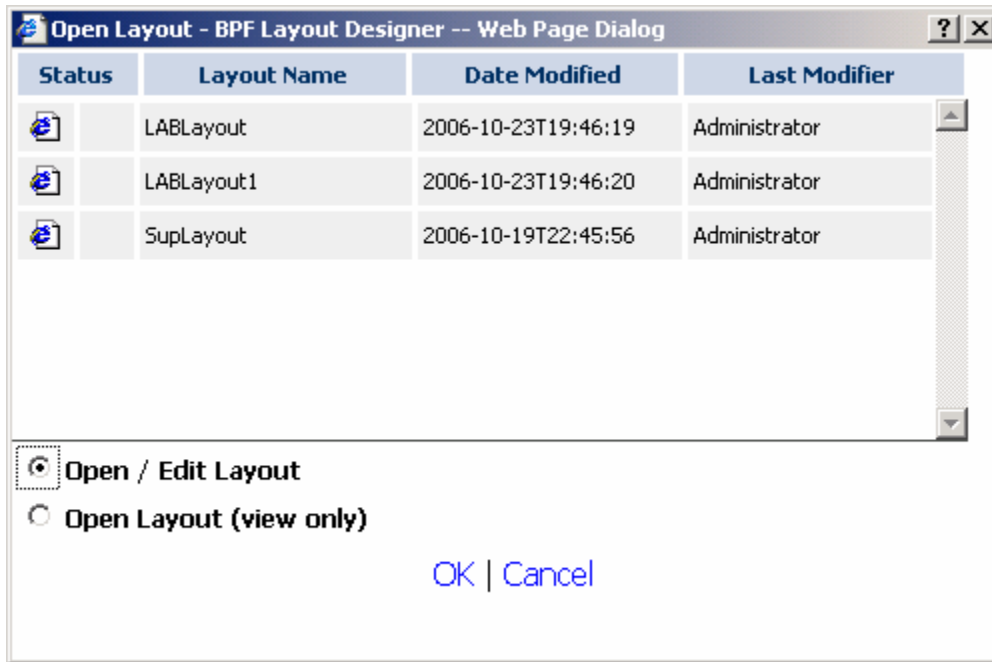 Open Layout - BPF Layout Designer -- Web Page Dialog
Status Layout Name Date Modified Last Modifier
LABLayout 2006-10-23T19:46:19 Administrator
LABLayout1 2006-10-23T19:46:20 Administrator
SupLayout 2006-10-19T22:45:56 Administrator
Open / Edit Layout
Open Layout (view only)
OK | Cancel